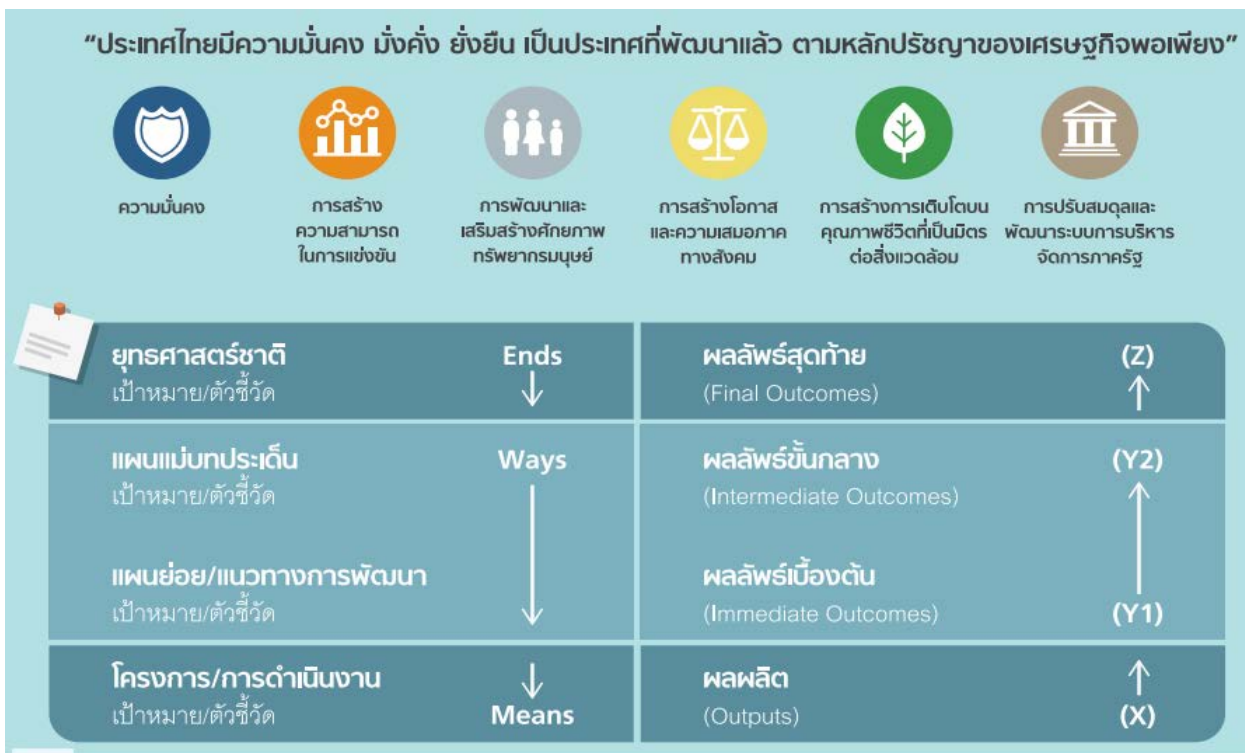 “ประเทศไทยมีความมั่นคง มั่งคั่ง ยั่งยืน เป็นประเทศที่พัฒนาแล้ว ตามหลักปรัชญาของเศรษฐกิจพอเพียง”
ความมั่นคง
การสร้าง
ความสามารถ
ในการแข่งขัน
การพัฒนาและ
เสริมสร้างศักยภาพ
ทรัพยากรมนุษย์
การสร้างโอกาส
และความเสมอภาค
ทางสังคม
การสร้างการเติบโตบน
คุณภาพชีวิตที่เป็นมิตร
ต่อสิ่งแวดล้อม
การปรับสมดุลและ
พัฒนาระบบการบริหาร
จัดการภาครัฐ
ยุทธศาสตร์ชาติ Ends
เป้าหมาย/ตัวชี้วัด
ผลลัพธ์สุดท้าย (Z)
(Final Outcomes)
แผนแม่บทประเด็น Ways
เป้าหมาย/ตัวชี้วัด
ผลลัพธ์ขั้นกลาง (Y2)
(Intermediate Outcomes)
แผนย่อย/แนวทางการพัฒนา
เป้าหมาย/ตัวชี้วัด
ผลลัพธ์เบื้องต้น
(Immediate Outcomes) (Y1)
โครงการ/การดำเนินงาน
เป้าหมาย/ตัวชี้วัด Means
ผลผลิต
(Outputs) (X)